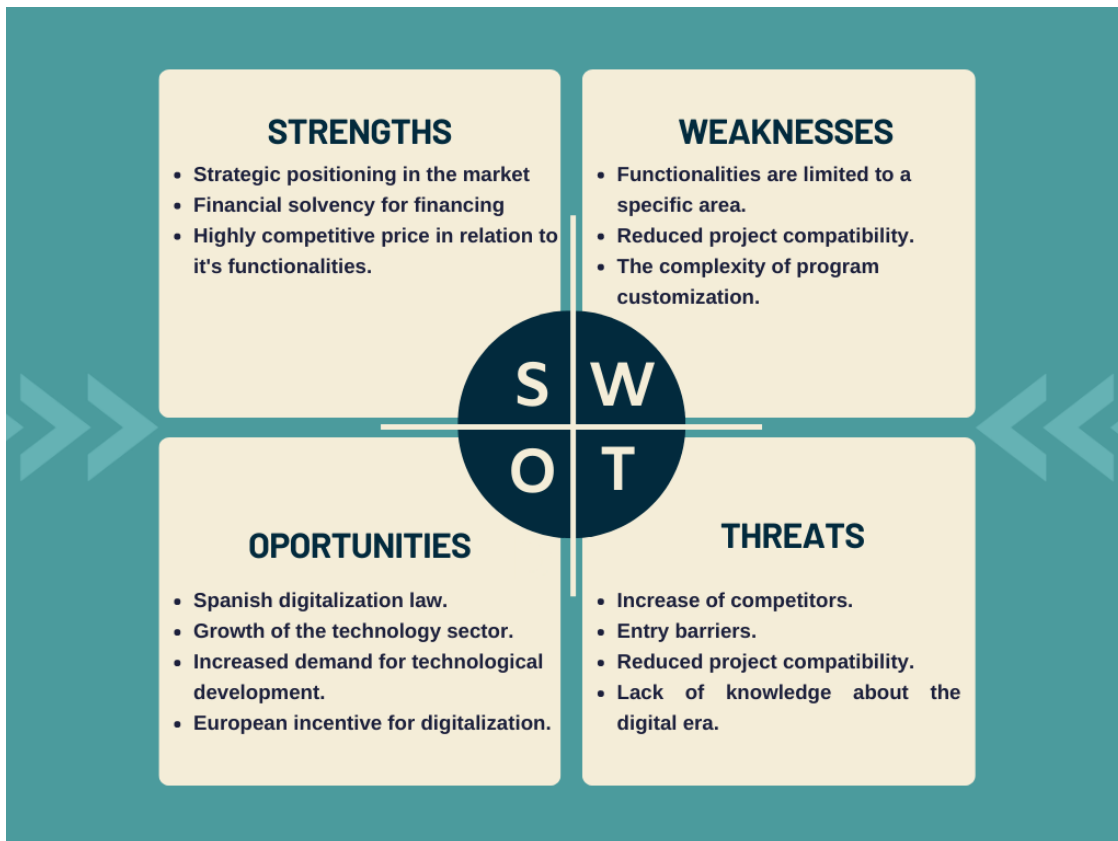 STRENGTHS
Strategic positioning in the market
Financial solvency for financing
Highly competitive price in relation to
it's functionalities.
WEAKNESSES
Functionalities are limited to a
specific area.
Reduced project compatibility.
The complexity of program
customization.
S W
O T
OPORTUNITIES
Spanish digitalization law.
Growth of the technology sector.
Increased demand for technological
development.
European incentive for digitalization.
THREATS
Increase of competitors.
Entry barriers.
Reduced project compatibility.
Lack of knowledge about the
digital era.